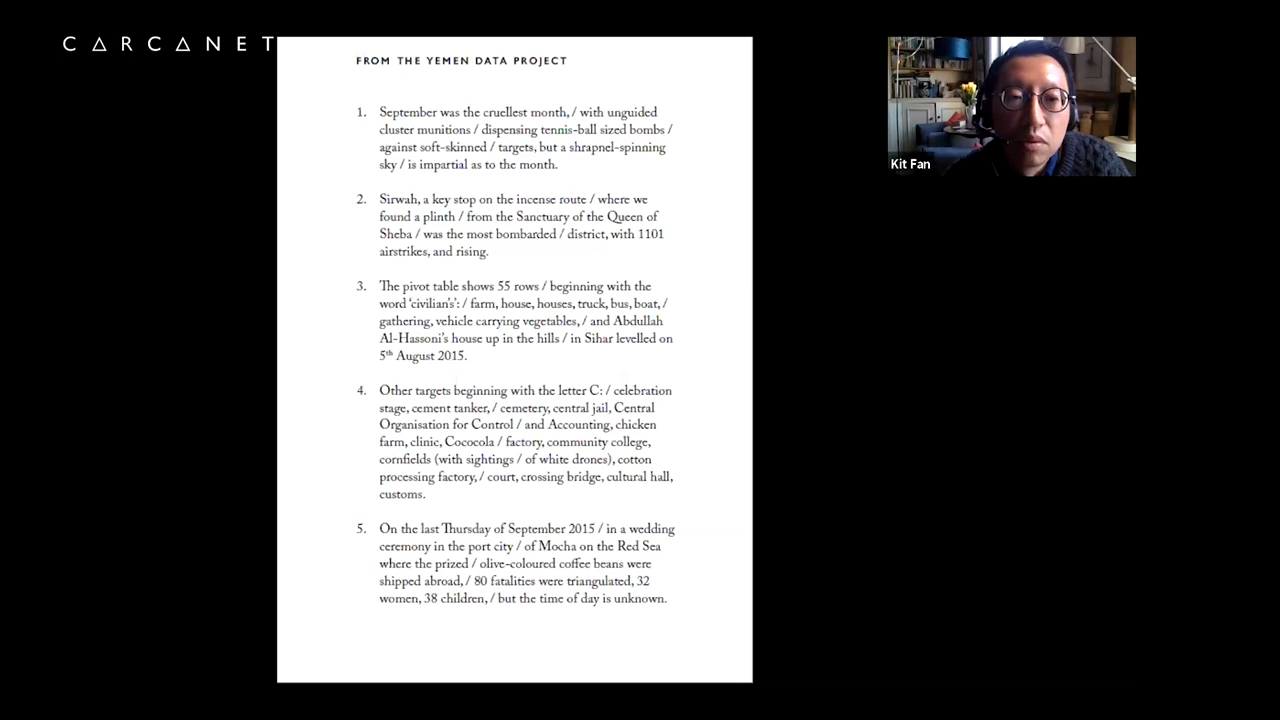 CARCANET
FROM THE YEMEN DATA PROJECT
1. September was the cruellest month, / with unguided
cluster munitions / dispensing tennis-ball sized bombs /
against soft-skinned / targets, but a shrapnel-spinning
sky / is impartial as to the month.
2. Sirwah, a key stop on the incense route / where we
found a plinth / from the Sanctuary of the Queen of
Sheba / was the most bombarded / district, with 1101
airstrikes, and rising.
3. The pivot table shows 55 rows / beginning with the
word ‘civilian’s’: / farm, house, houses, truck, bus, boat, /
gathering, vehicle carrying vegetables, / and Abdullah
Al-Hassoni’s house up in the hills / in Sihar levelled on
5th August 2015.
4. Other targets beginning with the letter C: / celebration
stage, cement tanker, / cemetery, central jail, Central
Organisation for Control / and Accounting, chicken
farm, clinic, Cococola / factory, community college,
cornfields (with sightings / of white drones), cotton
processing factory, / court, crossing bridge, cultural hall,
customs.
5. On the last Thursday of September 2015 / in a wedding
ceremony in the port city / of Mocha on the Red Sea
where the prized / olive-coloured coffee beans were
shipped abroad, / 80 fatalities were triangulated, 32
women, 38 children, / but the time of day is unknown.
Kit Fan